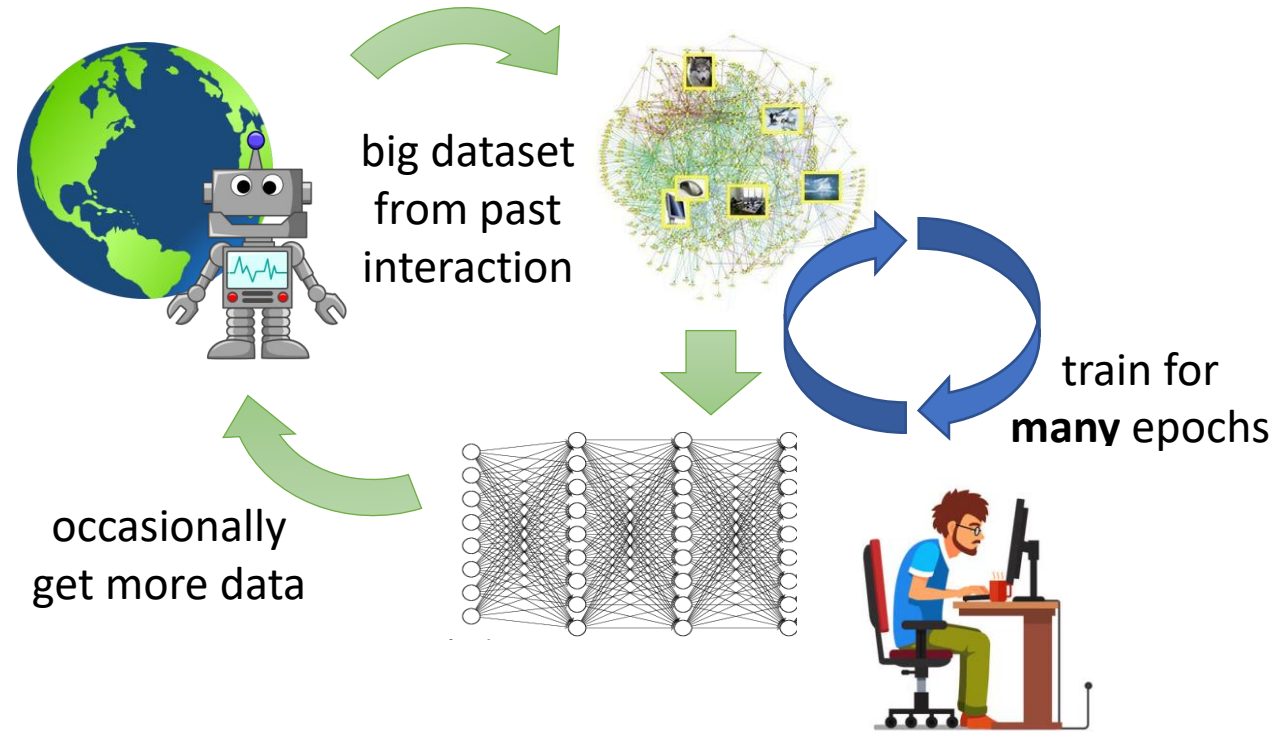 big dataset
from past
interaction
train for
many epochs
occasionally
get more data